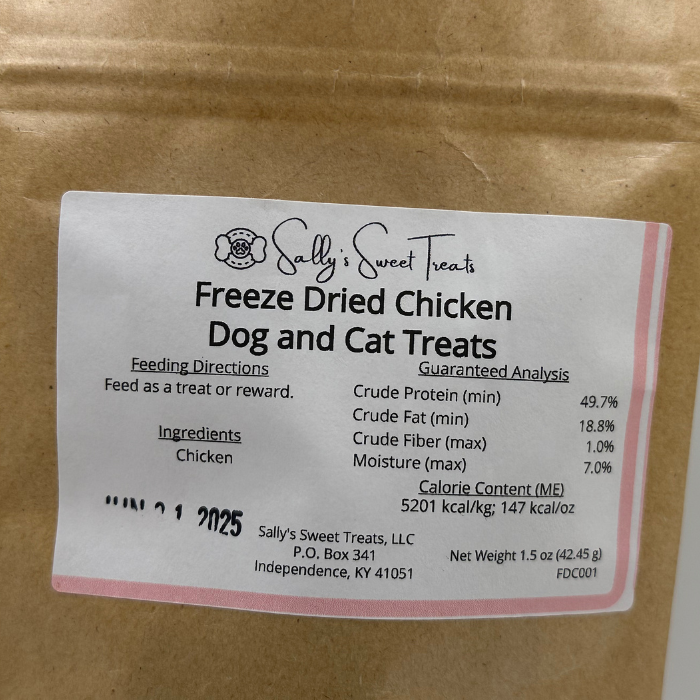 Sally's Sweet Treats
Freeze Dried Chicken
Dog and Cat Treats
Feeding Directions
Feed as a treat or reward.
Ingredients
Chicken
Guaranteed Analysis
Crude Protein (min) 49.7%
Crude Fat (min) 18.8%
Crude Fiber (max) 1.0%
Moisture (max) 7.0%
Calorie Content (ME)
5201 kcal/kg; 147 kcal/oz
2025
Sally's Sweet Treats, LLC
P.O. Box 341
Independence, KY 41051
Net Weight 1.5 oz (42.45 g)
FDC001